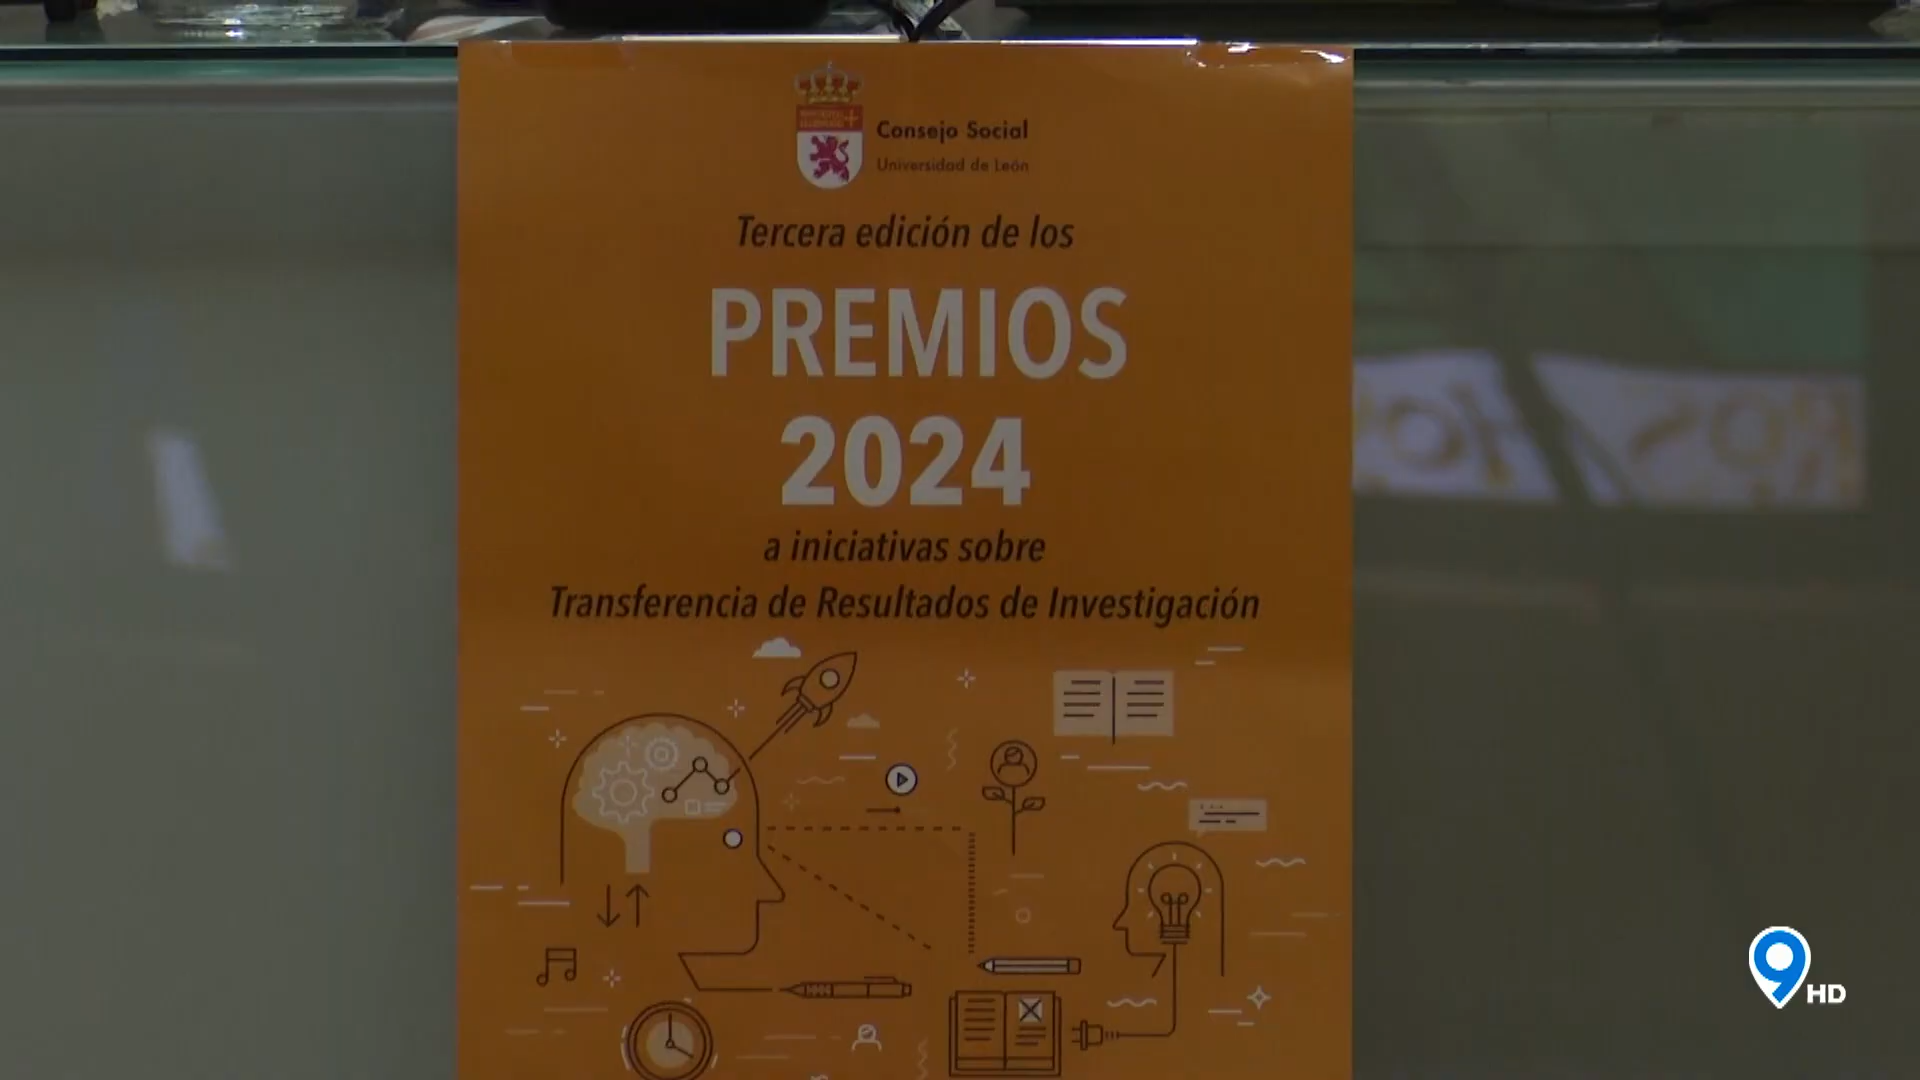 Consejo Social
Universidad de León
Tercera edición de los
PREMIOS
2024
a iniciativas sobre
Transferencia de Resultados de Investigación
9 HD